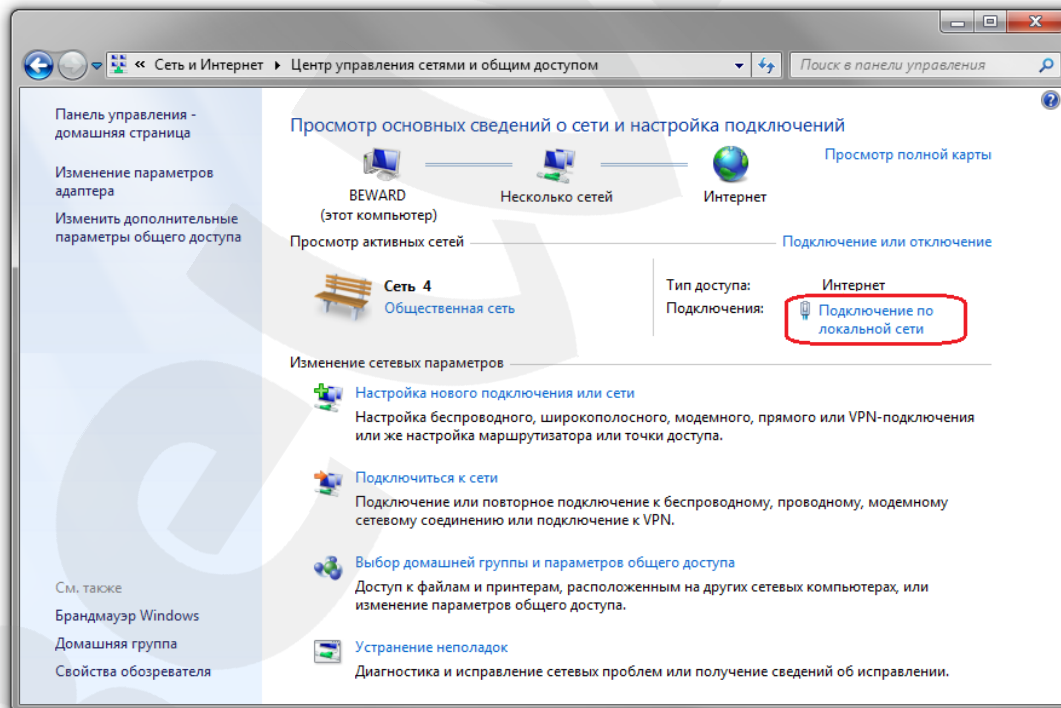 « Сеть и Интернет ▸ Центр управления сетями и общим доступом
Поиск в панели управления
Панель управления -
домашняя страница
Изменение параметров
адаптера
Изменить дополнительные
параметры общего доступа
См. также
Брандмауэр Windows
Домашняя группа
Свойства обозревателя
Просмотр основных сведений о сети и настройка подключений
Просмотр полной карты
BEWARD
(этот компьютер)
Несколько сетей
Интернет
Просмотр активных сетей
Подключение или отключение
Сеть 4
Общественная сеть
Тип доступа: Интернет
Подключения: Подключение по
локальной сети
Изменение сетевых параметров
Настройка нового подключения или сети
Настройка беспроводного, широкополосного, модемного, прямого или VPN-подключения
или же настройка маршрутизатора или точки доступа.
Подключиться к сети
Подключение или повторное подключение к беспроводному, проводному, модемному
сетевому соединению или подключение к VPN.
Выбор домашней группы и параметров общего доступа
Доступ к файлам и принтерам, расположенным на других сетевых компьютерах, или
изменение параметров общего доступа.
Устранение неполадок
Диагностика и исправление сетевых проблем или получение сведений об исправлении.